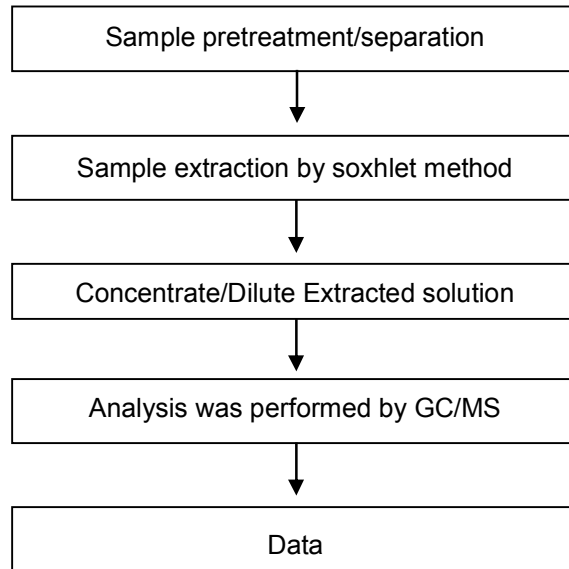 Sample pretreatment/separation
Sample extraction by soxhlet method
Concentrate/Dilute Extracted solution
Analysis was performed by GC/MS
Data